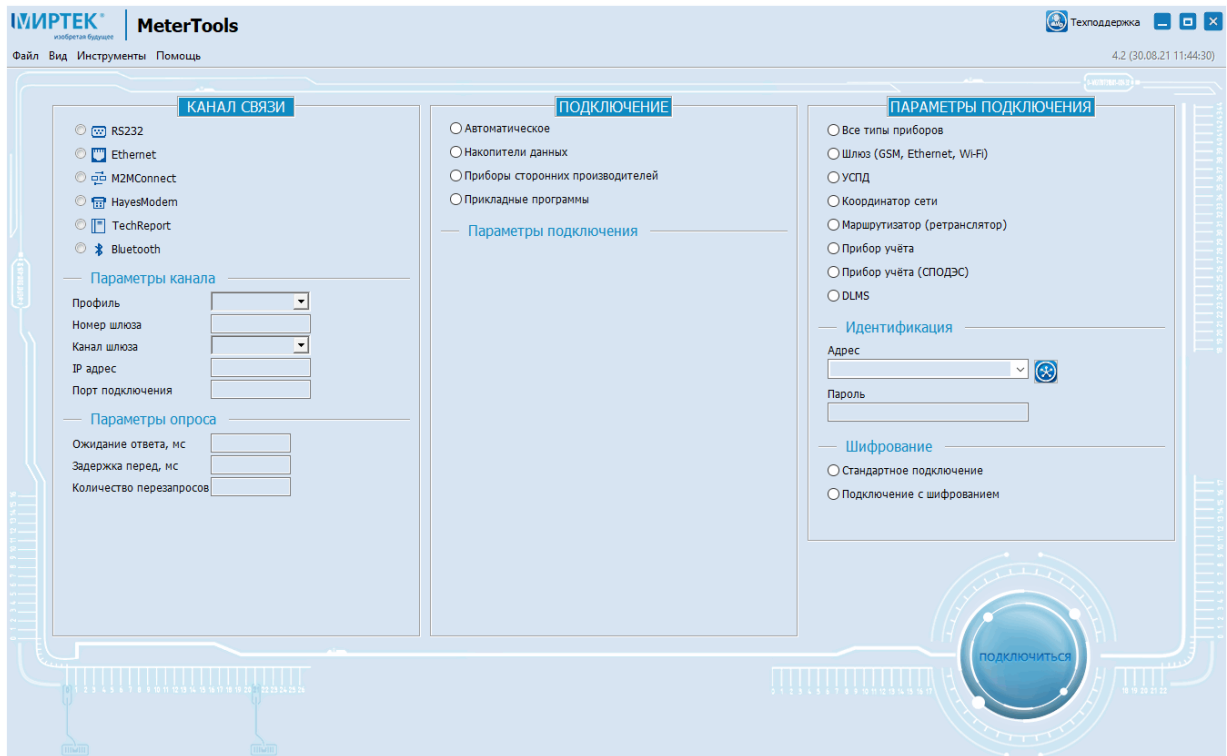 МИРТЕК
изобретая будущее
MeterTools
Техподдержка
Файл Вид Инструменты Помощь
4.2 (30.08.21 11:44:30)
КАНАЛ СВЯЗИ
RS232
Ethernet
M2MConnect
HayesModem
TechReport
Bluetooth
Параметры канала
Профиль
Номер шлюза
Канал шлюза
IP адрес
Порт подключения
Параметры опроса
Ожидание ответа, мс
Задержка перед, мс
Количество перезапросов
ПОДКЛЮЧЕНИЕ
Автоматическое
Накопители данных
Приборы сторонних производителей
Прикладные программы
Параметры подключения
ПАРАМЕТРЫ ПОДКЛЮЧЕНИЯ
Все типы приборов
Шлюз (GSM, Ethernet, Wi-Fi)
УСПД
Координатор сети
Маршрутизатор (ретранслятор)
Прибор учёта
Прибор учёта (СПОДЭС)
DLMS
Идентификация
Адрес
Пароль
Шифрование
Стандартное подключение
Подключение с шифрованием
ПОДКЛЮЧИТЬСЯ